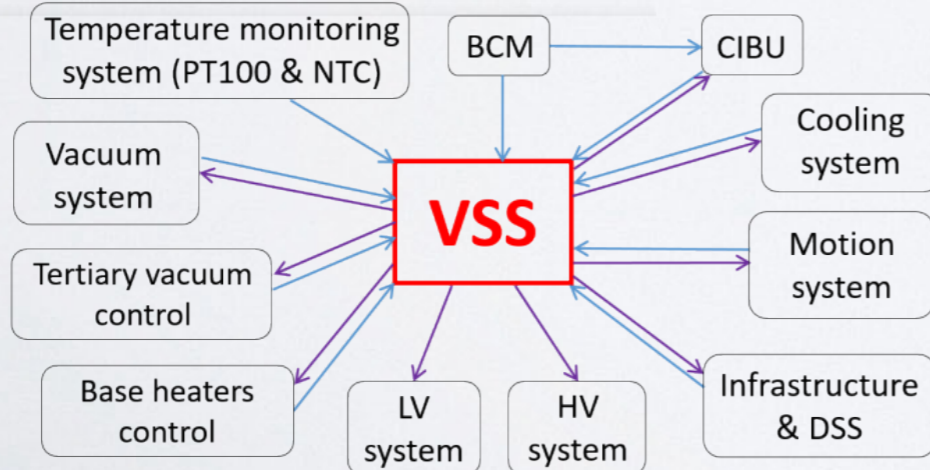 Temperature monitoring
system (PT100 & NTC)
BCM
CIBU
Vacuum
system
Cooling
system
VSS
Tertiary vacuum
control
Motion
system
Base heaters
control
LV
system
HV
system
Infrastructure
& DSS